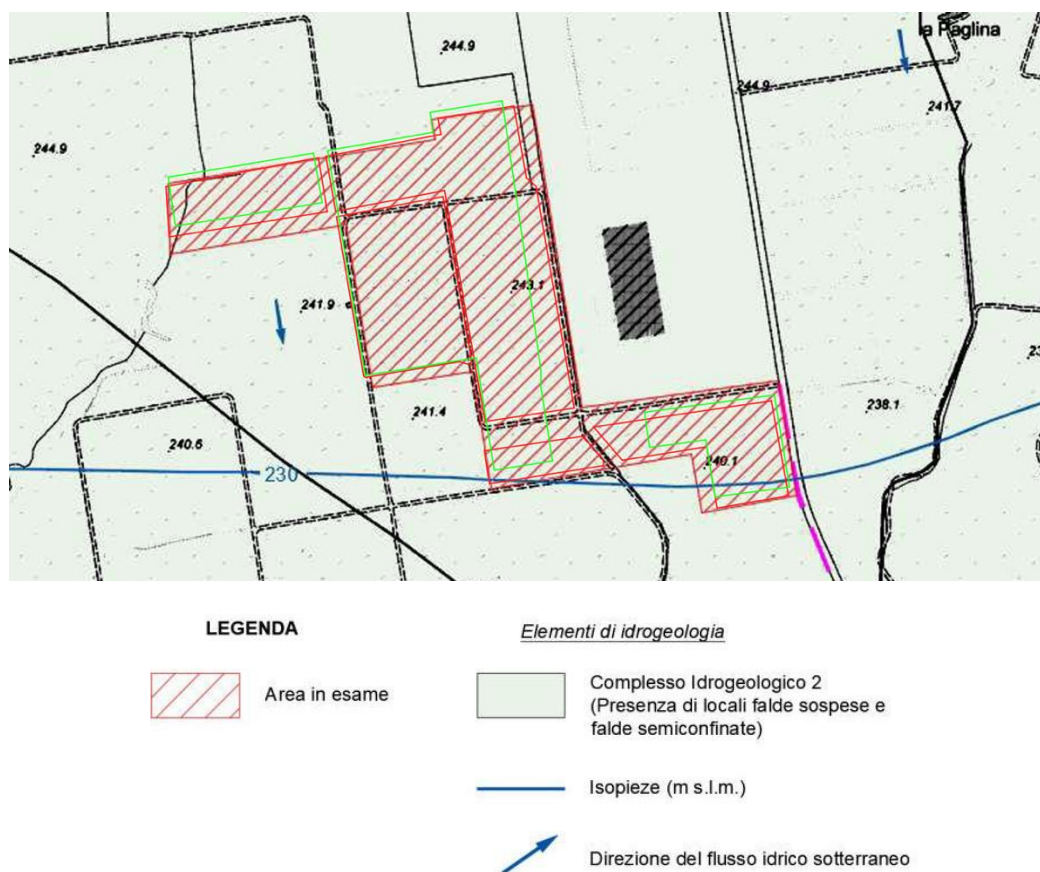 la Paglina
244.9
244.9
241.7
244.9
243.1
241.9
241.4
238.1
240.6
240.1
230
LEGENDA
Area in esame
Elementi di idrogeologia
Complesso Idrogeologico 2
(Presenza di locali falde sospese e
falde semiconfinate)
Isopieze (m s.l.m.)
Direzione del flusso idrico sotterraneo